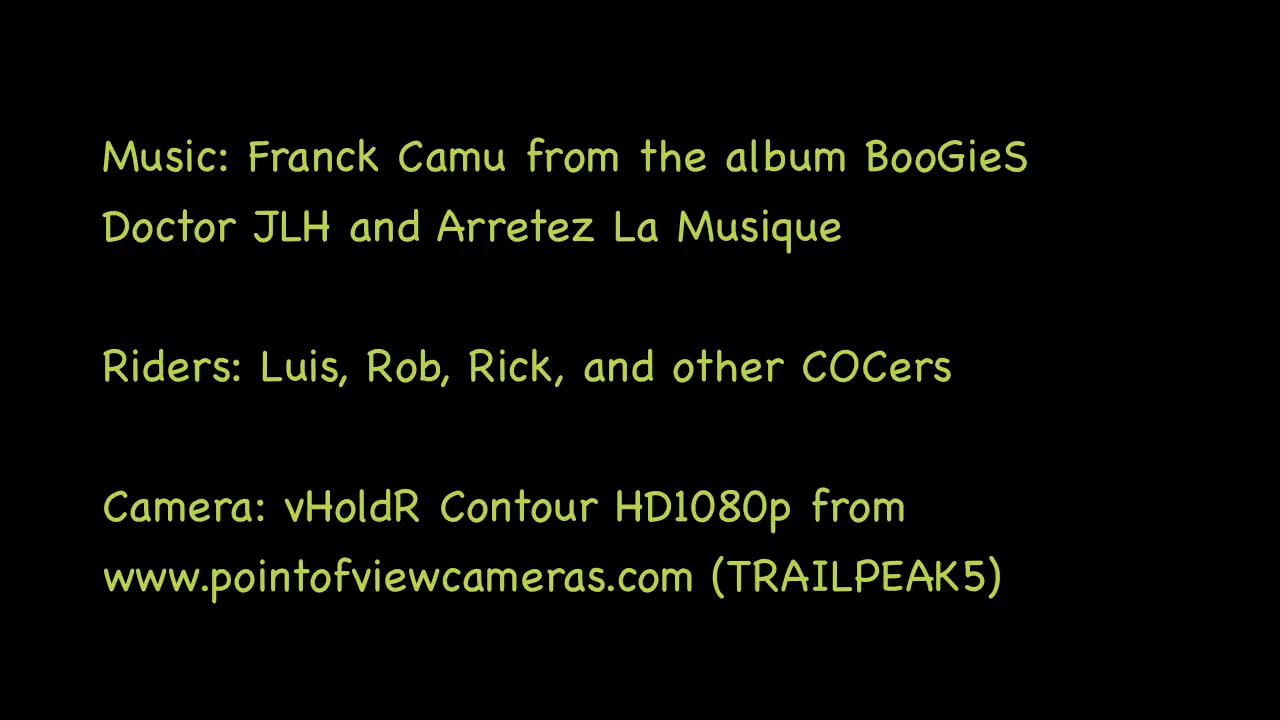 Music: Franck Camu from the album BooGieS
Doctor JLH and Arretez La Musique
Riders: Luis, Rob, Rick, and other COCers
Camera: vHoldR Contour HD1080p from
www.pointofviewcameras.com (TRAILPEAK5)